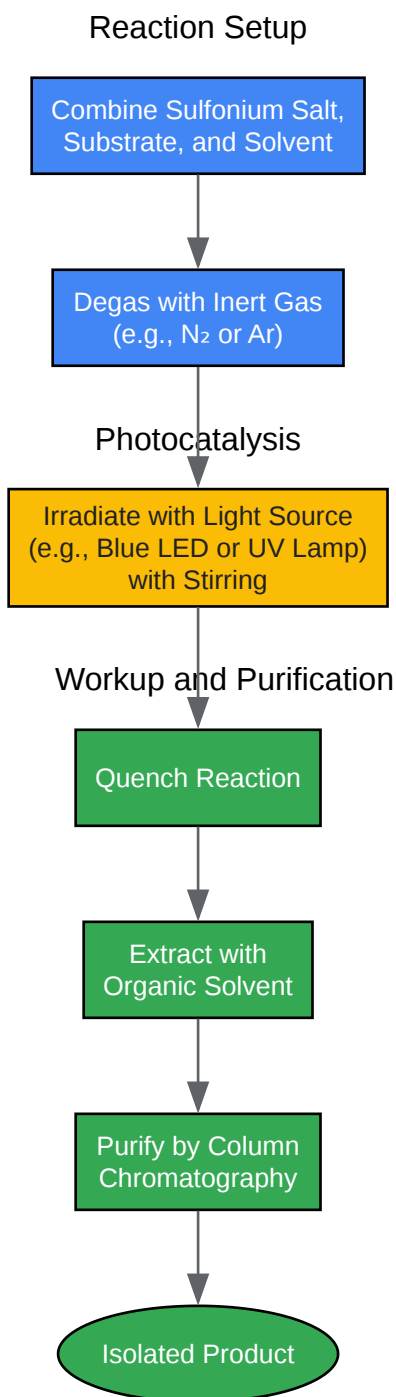 Reaction Setup
Combine Sulfonium Salt,
Substrate, and Solvent
Degas with Inert Gas
(e.g., N₂ or Ar)
Photocatalysis
Irradiate with Light Source
(e.g., Blue LED or UV Lamp)
with Stirring
Workup and Purification
Quench Reaction
Extract with
Organic Solvent
Purify by Column
Chromatography
Isolated Product